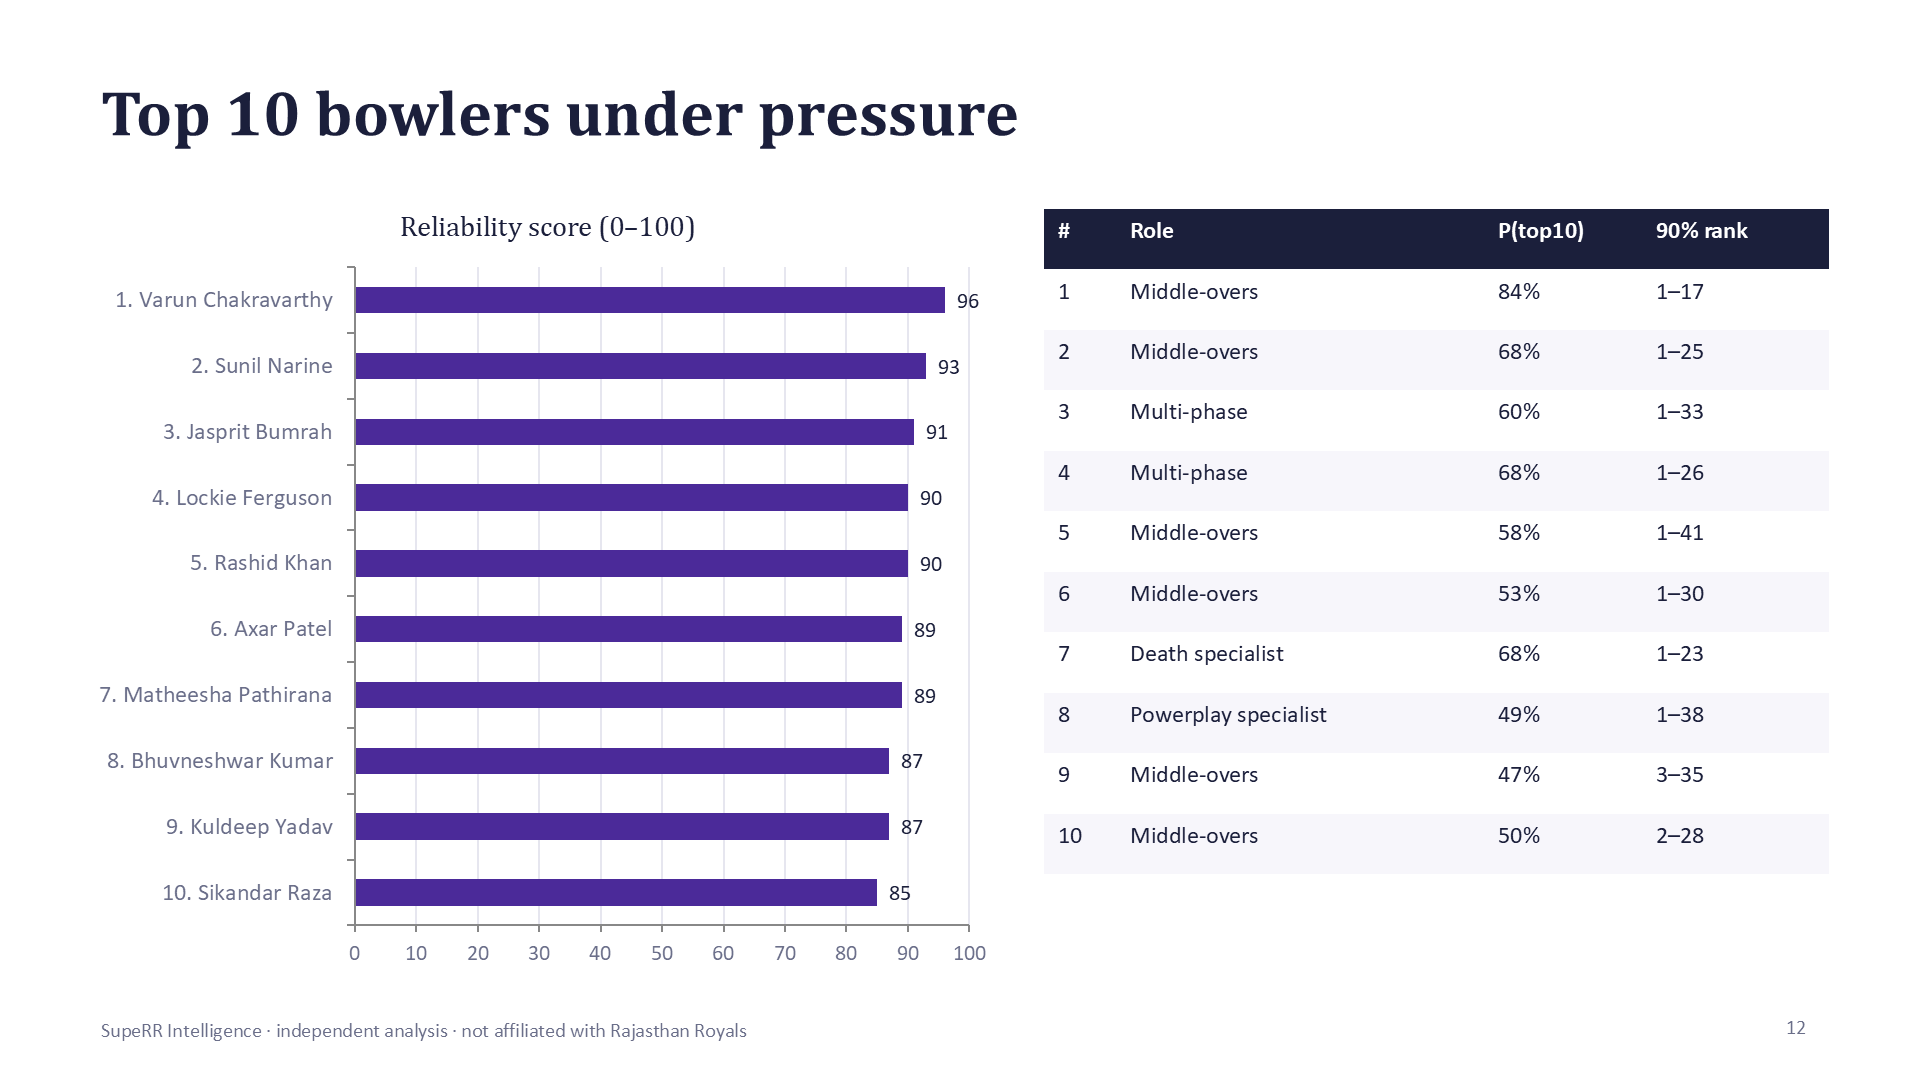 Top 10 bowlers under pressure
Reliability score (0–100)
1. Varun Chakravarthy 96
2. Sunil Narine 93
3. Jasprit Bumrah 91
4. Lockie Ferguson 90
5. Rashid Khan 90
6. Axar Patel 89
7. Matheesha Pathirana 89
8. Bhuvneshwar Kumar 87
9. Kuldeep Yadav 87
10. Sikandar Raza 85
0 10 20 30 40 50 60 70 80 90 100
# Role P(top10) 90% rank
1 Middle-overs 84% 1–17
2 Middle-overs 68% 1–25
3 Multi-phase 60% 1–33
4 Multi-phase 68% 1–26
5 Middle-overs 58% 1–41
6 Middle-overs 53% 1–30
7 Death specialist 68% 1–23
8 Powerplay specialist 49% 1–38
9 Middle-overs 47% 3–35
10 Middle-overs 50% 2–28
SupeRR Intelligence · independent analysis · not affiliated with Rajasthan Royals
12